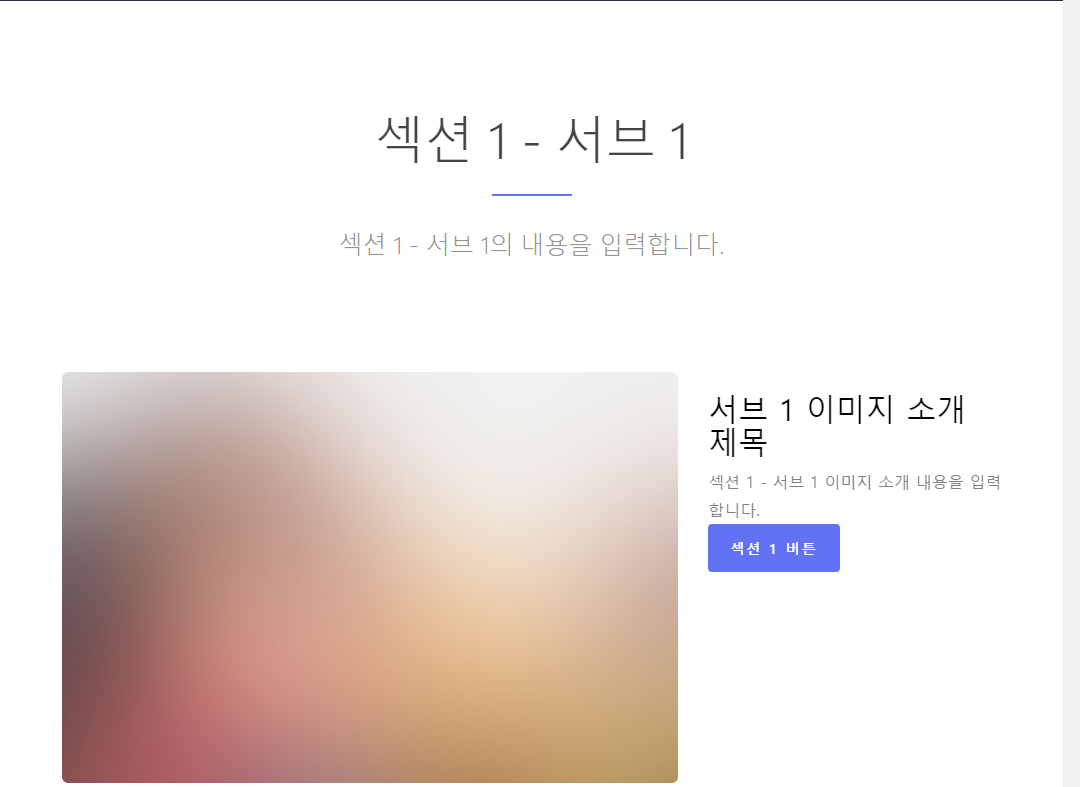 섹션 1 - 서브 1
섹션 1 - 서브 1의 내용을 입력합니다.
서브 1 이미지 소개
제목
섹션 1 - 서브 1 이미지 소개 내용을 입력
합니다.
섹션 1 버튼